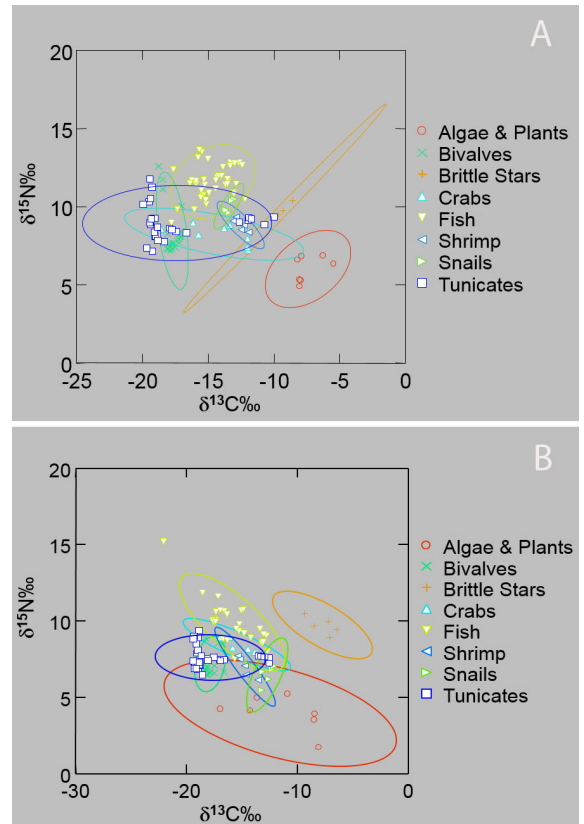 A
20
15
10
5
0
δ15N‰
-25 -20 -15 -10 -5 0
δ13C‰
Algae & Plants
Bivalves
Brittle Stars
Crabs
Fish
Shrimp
Snails
Tunicates
B
20
15
10
5
0
δ15N‰
-30 -20 -10 0
δ13C‰
Algae & Plants
Bivalves
Brittle Stars
Crabs
Fish
Shrimp
Snails
Tunicates